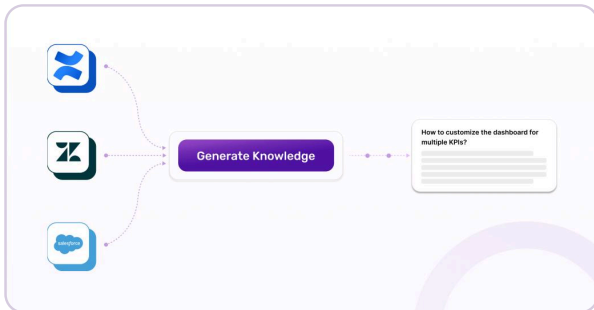 salesforce
Generate Knowledge
How to customize the dashboard for
multiple KPIs?